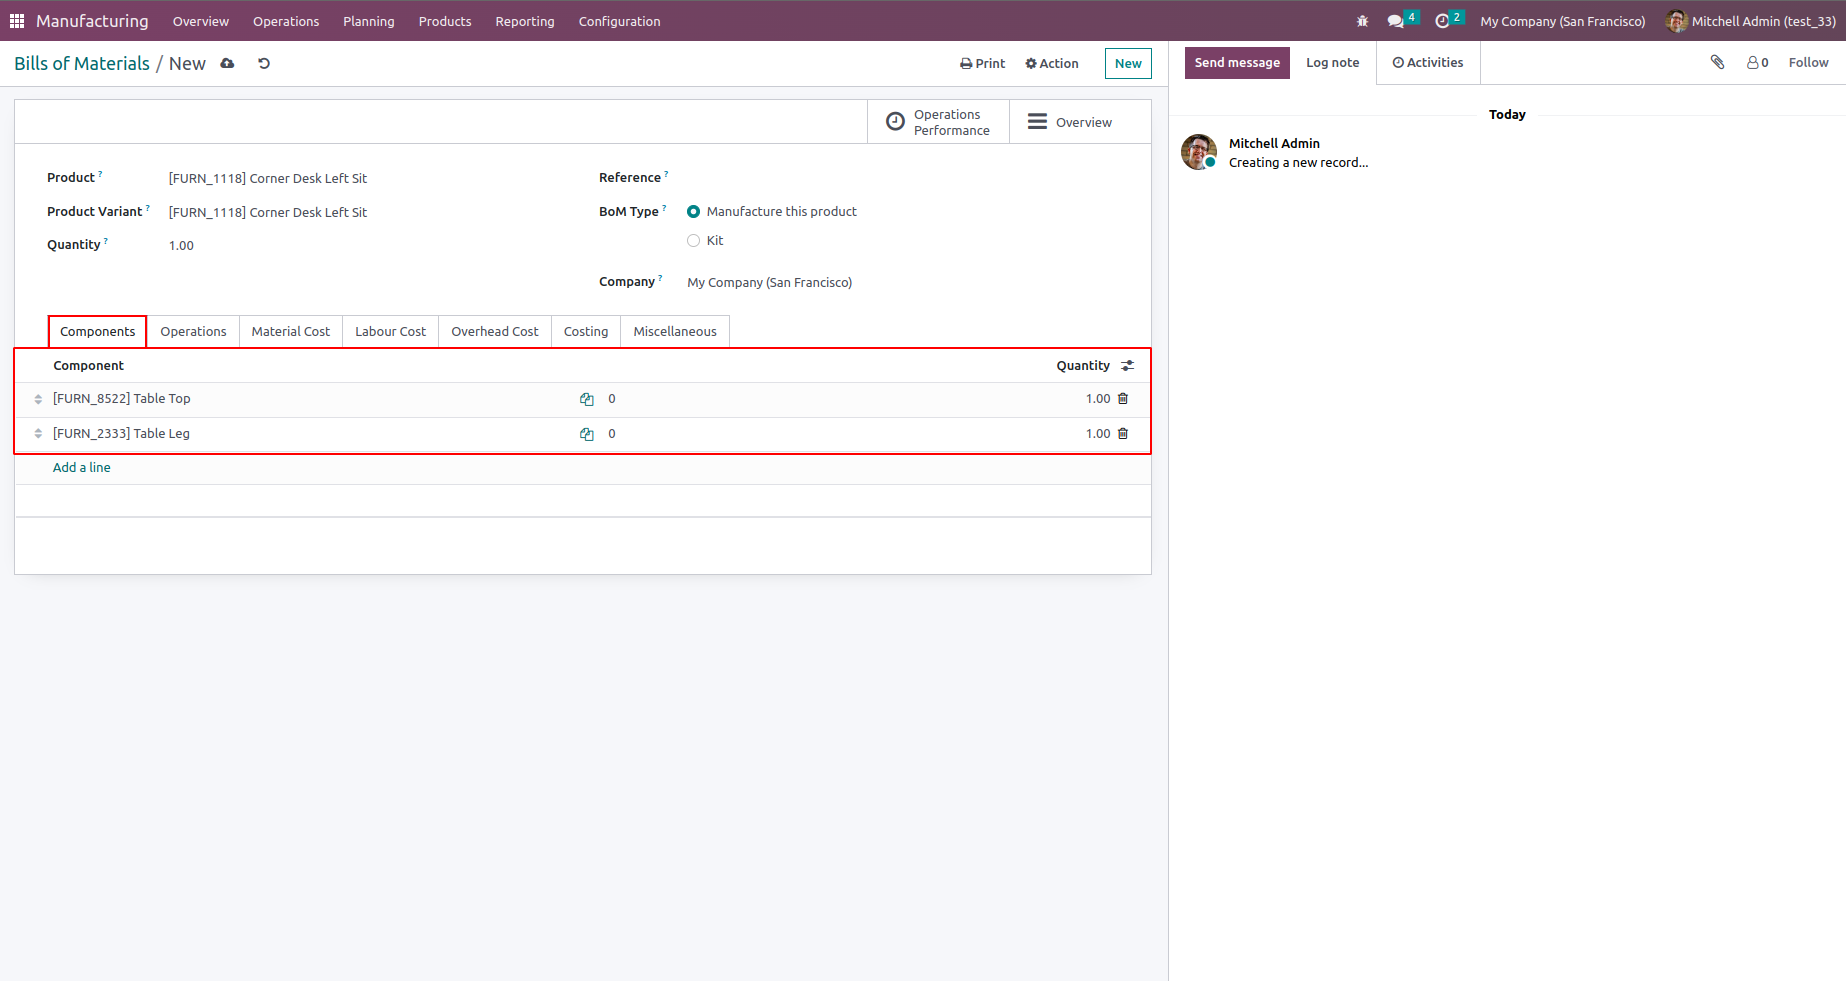 Manufacturing Overview Operations Planning Products Reporting Configuration 4 2 My Company (San Francisco) Mitchell Admin (test_33)
Bills of Materials / New Print Action New
Send message Log note Activities 0 Follow
Operations Performance
Overview
Today
Mitchell Admin
Creating a new record...
Product ? [FURN_1118] Corner Desk Left Sit
Product Variant ? [FURN_1118] Corner Desk Left Sit
Quantity ? 1.00
Reference ?
BoM Type ? Manufacture this product
Kit
Company ? My Company (San Francisco)
Components Operations Material Cost Labour Cost Overhead Cost Costing Miscellaneous
Component Quantity
[FURN_8522] Table Top 0 1.00
[FURN_2333] Table Leg 0 1.00
Add a line